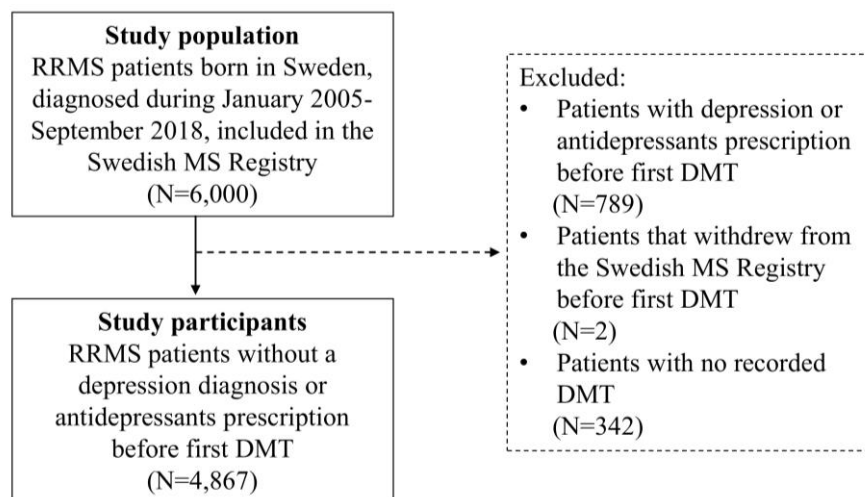 Study population
RRMS patients born in Sweden,
diagnosed during January 2005-
September 2018, included in the
Swedish MS Registry
(N=6,000)
Excluded:
• Patients with depression or
antidepressants prescription
before first DMT
(N=789)
• Patients that withdrew from
the Swedish MS Registry
before first DMT
(N=2)
• Patients with no recorded
DMT
(N=342)
Study participants
RRMS patients without a
depression diagnosis or
antidepressants prescription
before first DMT
(N=4,867)